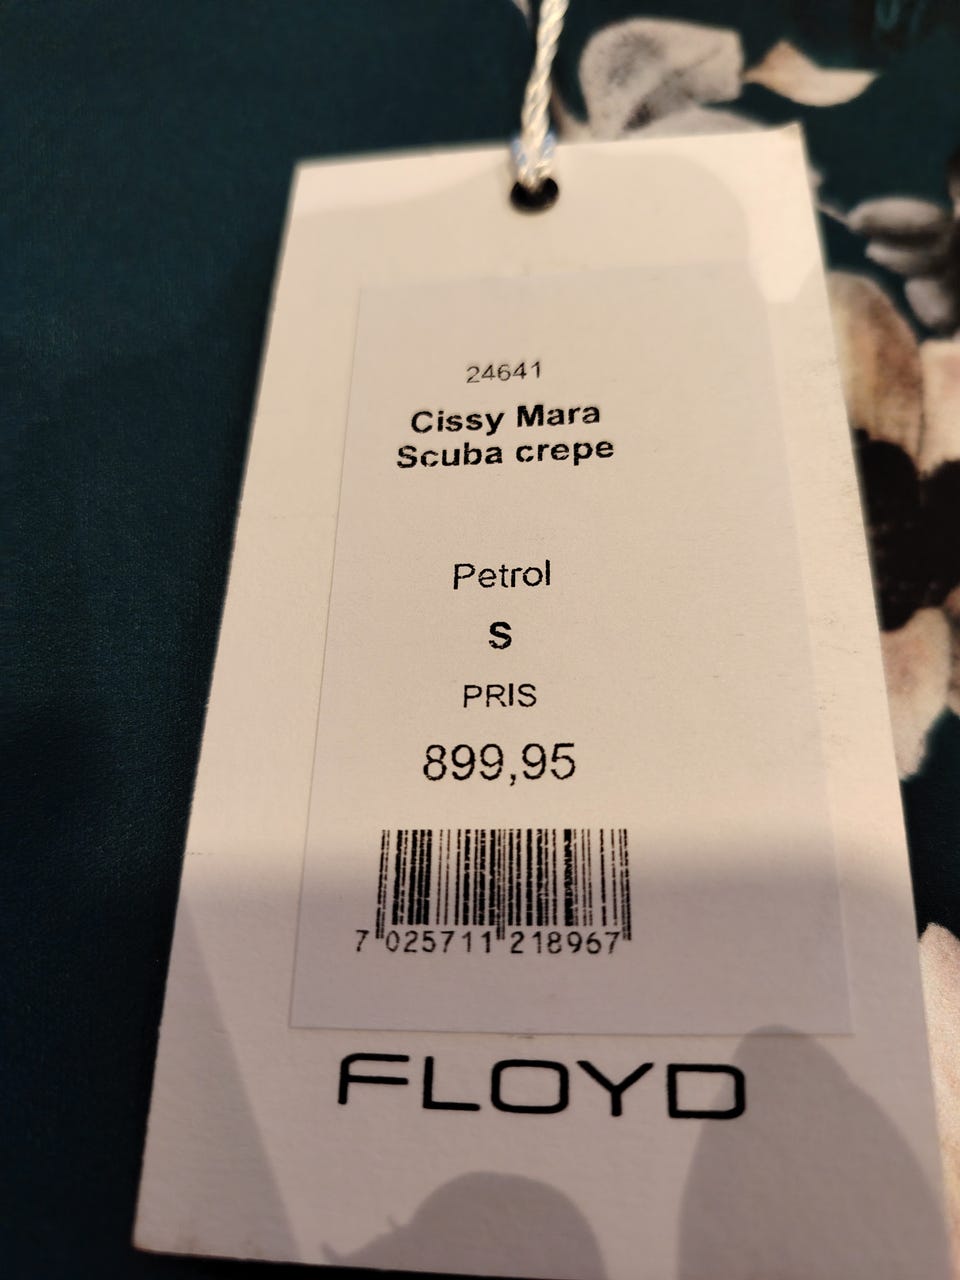 24641
Cissy Mara
Scuba crepe
Petrol
S
PRIS
899,95
7 025711 218967
FLOYD